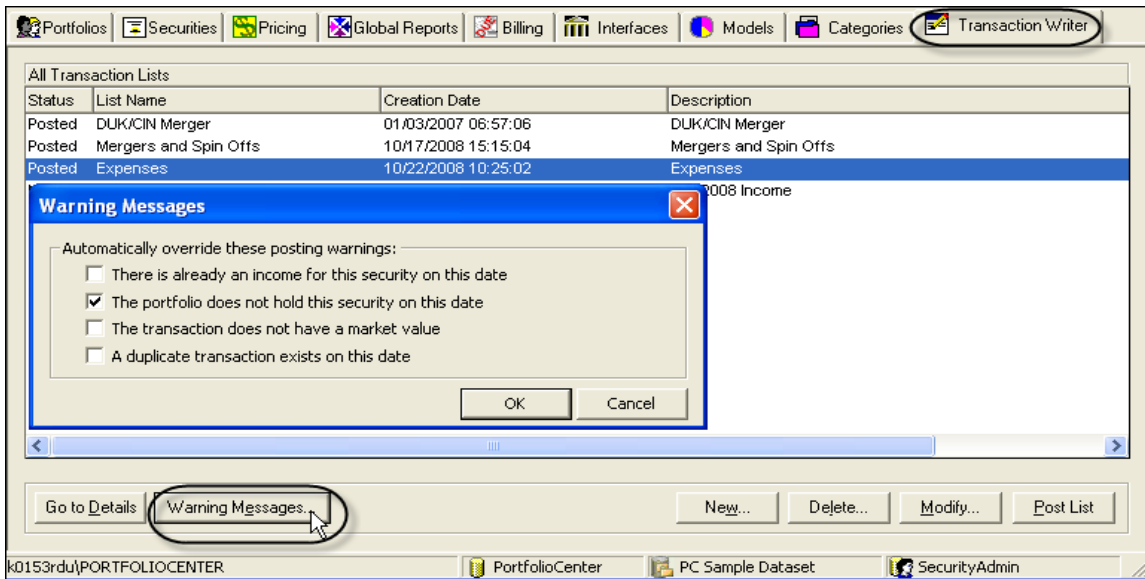 Portfolios Securities Pricing Global Reports Billing Interfaces Models Categories Transaction Writer
All Transaction Lists
Status List Name Creation Date Description
Posted DUK/CIN Merger 01/03/2007 06:57:06 DUK/CIN Merger
Posted Mergers and Spin Offs 10/17/2008 15:15:04 Mergers and Spin Offs
Posted Expenses 10/22/2008 10:25:02 Expenses
2008 Income
Warning Messages
Automatically override these posting warnings:
There is already an income for this security on this date
The portfolio does not hold this security on this date
The transaction does not have a market value
A duplicate transaction exists on this date
OK Cancel
Go to Details Warning Messages... New... Delete... Modify... Post List
k0153rdu\PORTFOLIOCENTER PortfolioCenter PC Sample Dataset SecurityAdmin